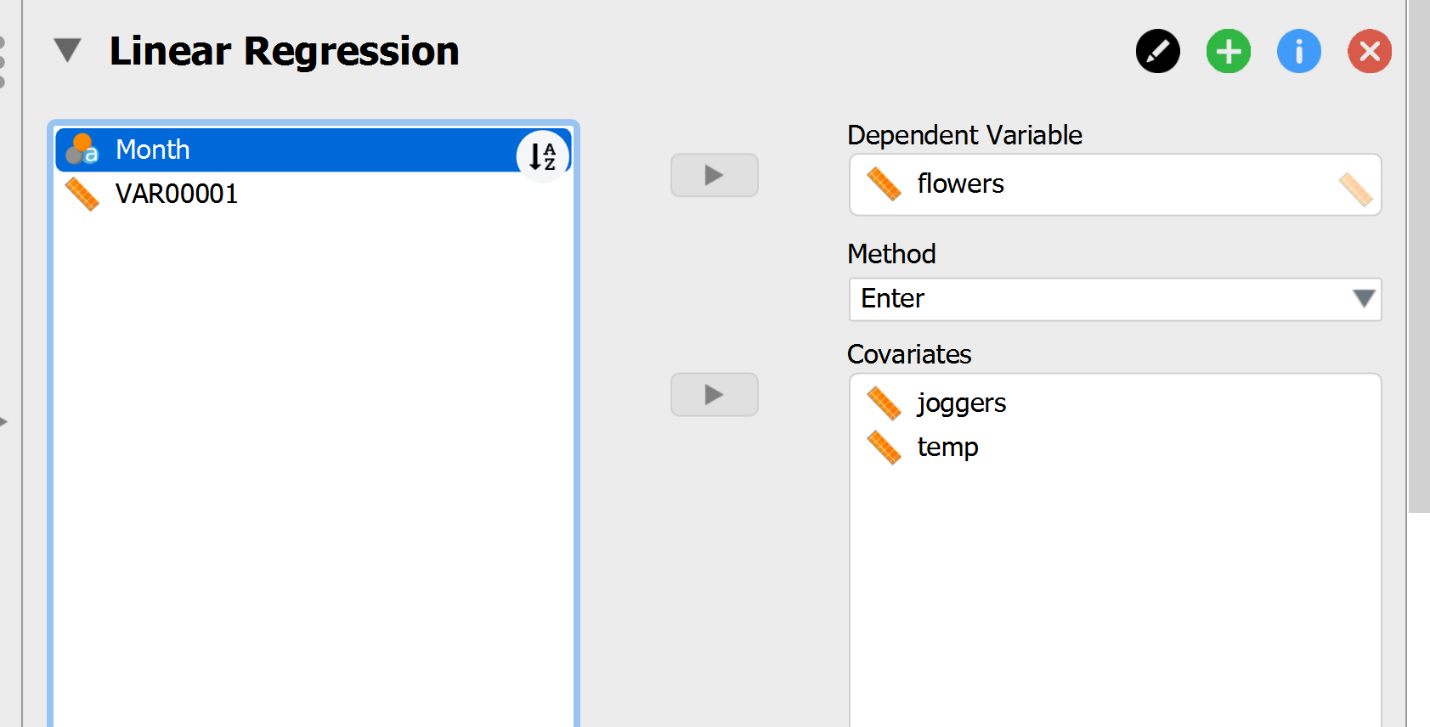 Linear Regression
Month
VAR00001
Dependent Variable
flowers
Method
Enter
Covariates
joggers
temp